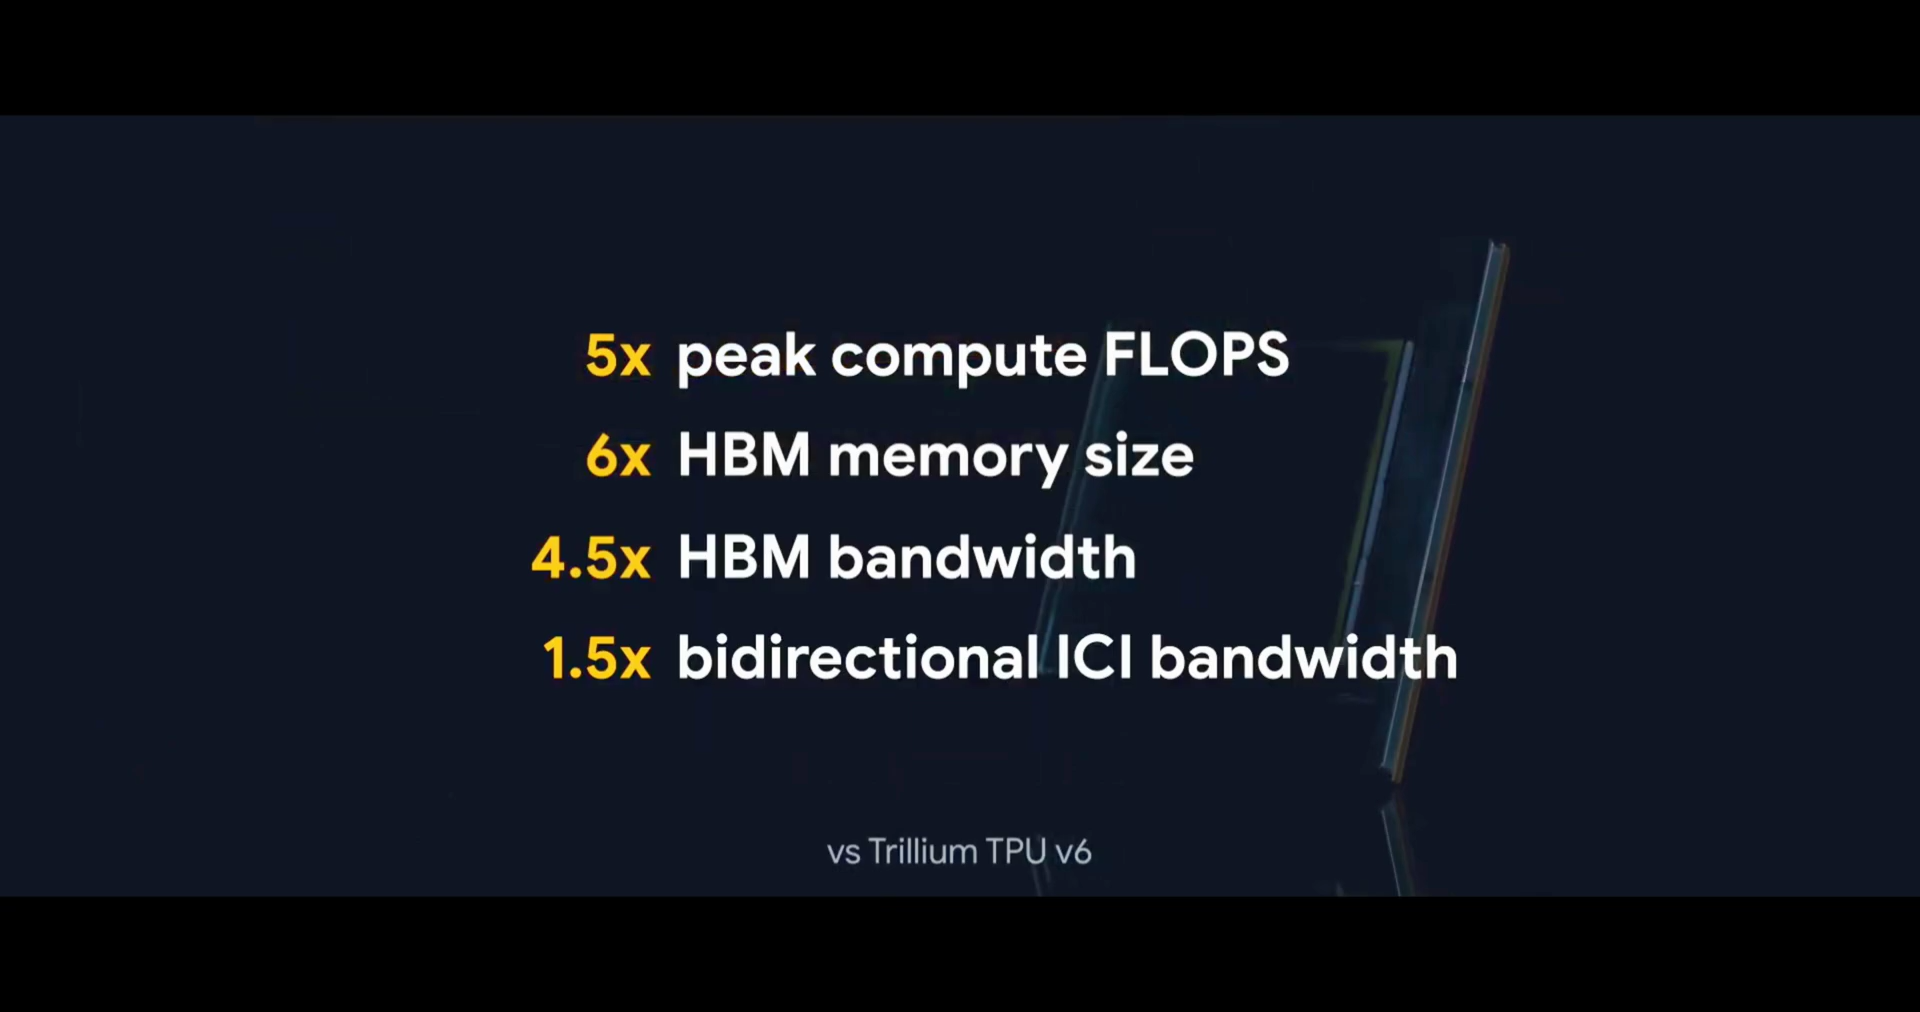 5x peak compute FLOPS
6x HBM memory size
4.5x HBM bandwidth
1.5x bidirectional ICI bandwidth
vs Trillium TPU v6